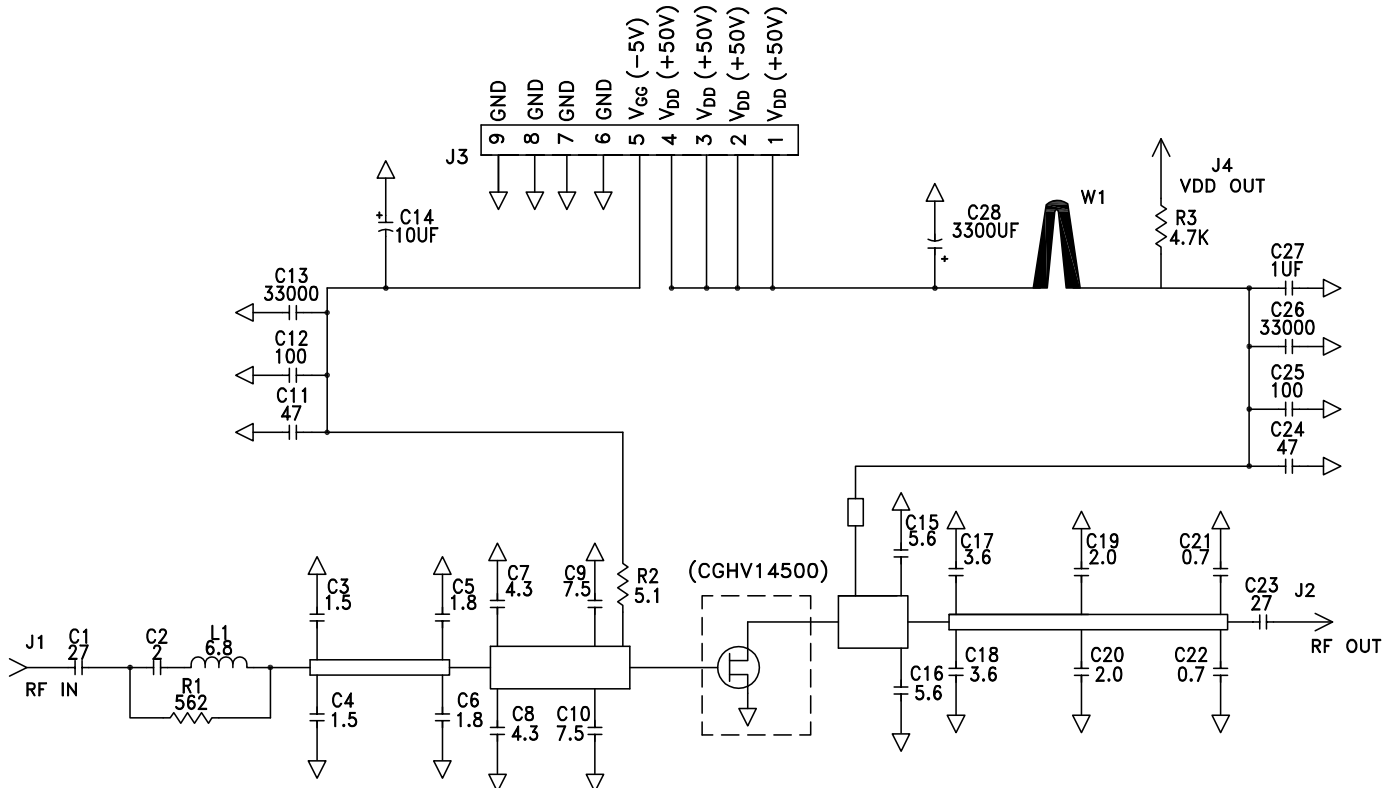 VGG (−5V)
VDD (+50V)
VDD (+50V)
VDD (+50V)
VDD (+50V)
GND
GND
GND
GND
9 8 7 6 5 4 3 2 1
J3
C14
10UF
C28
3300UF
W1
J4
VDD OUT
R3
4.7K
C13
33000
C12
100
C11
47
C27
1UF
C26
33000
C25
100
C24
47
J1
RF IN
C1
27
C2
2
L1
6.8
R1
562
C3
1.5
C4
1.5
C5
1.8
C6
1.8
C7
4.3
C8
4.3
C9
7.5
C10
7.5
R2
5.1
(CGHV14500)
C15
5.6
C16
5.6
C17
3.6
C18
3.6
C19
2.0
C20
2.0
C21
0.7
C22
0.7
C23
27
J2
RF OUT